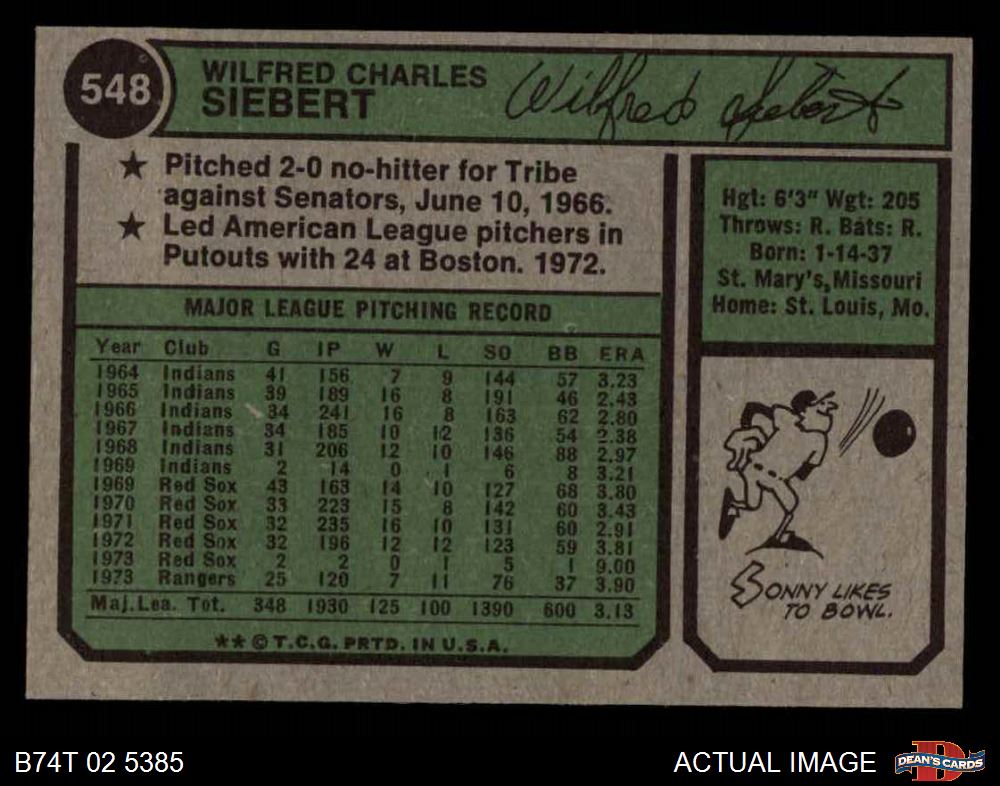 548
WILFRED CHARLES
SIEBERT
Wilfred Siebert
★ Pitched 2-0 no-hitter for Tribe
against Senators, June 10, 1966.
★ Led American League pitchers in
Putouts with 24 at Boston. 1972.
MAJOR LEAGUE PITCHING RECORD
Year Club G IP W L SO BB ERA
1964 Indians 41 156 7 9 144 57 3.23
1965 Indians 39 189 16 8 191 46 2.43
1966 Indians 34 241 16 8 163 62 2.80
1967 Indians 34 185 10 12 136 54 2.38
1968 Indians 31 206 12 10 146 88 2.97
1969 Indians 2 14 0 1 6 8 3.21
1969 Red Sox 43 163 14 10 127 68 3.80
1970 Red Sox 33 223 15 8 142 60 3.43
1971 Red Sox 32 235 16 10 131 60 2.91
1972 Red Sox 32 196 12 12 123 59 3.81
1973 Red Sox 2 2 0 1 5 1 9.00
1973 Rangers 25 120 7 11 76 37 3.90
Maj.Lea. Tot. 348 1930 125 100 1390 600 3.13
**©T.C.G. PRTD. IN U.S.A.
Hgt: 6'3" Wgt: 205
Throws: R. Bats: R.
Born: 1-14-37
St. Mary's, Missouri
Home: St. Louis, Mo.
SONNY LIKES
TO BOWL.
B74T 02 5385
ACTUAL IMAGE
D
DEAN'S CARDS